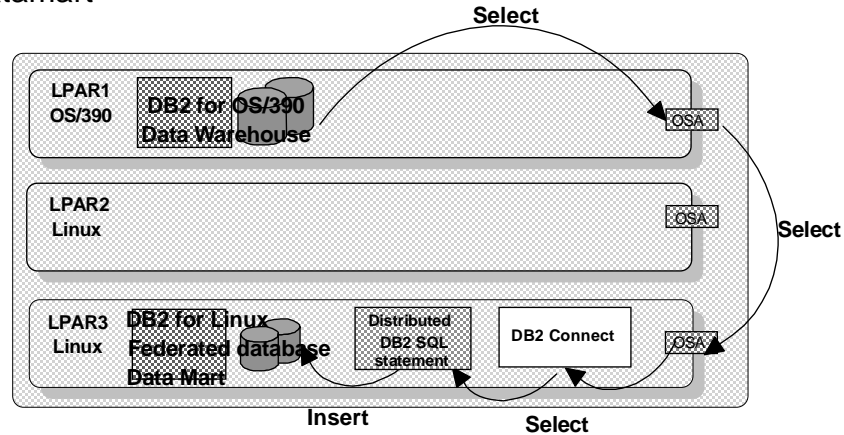 Select
LPAR1
OS/390
DB2 for OS/390
Data Warehouse
OSA
LPAR2
Linux
OSA
Select
LPAR3
Linux
DB2 for Linux
Federated database
Data Mart
Distributed
DB2 SQL
statement
DB2 Connect
OSA
Insert
Select